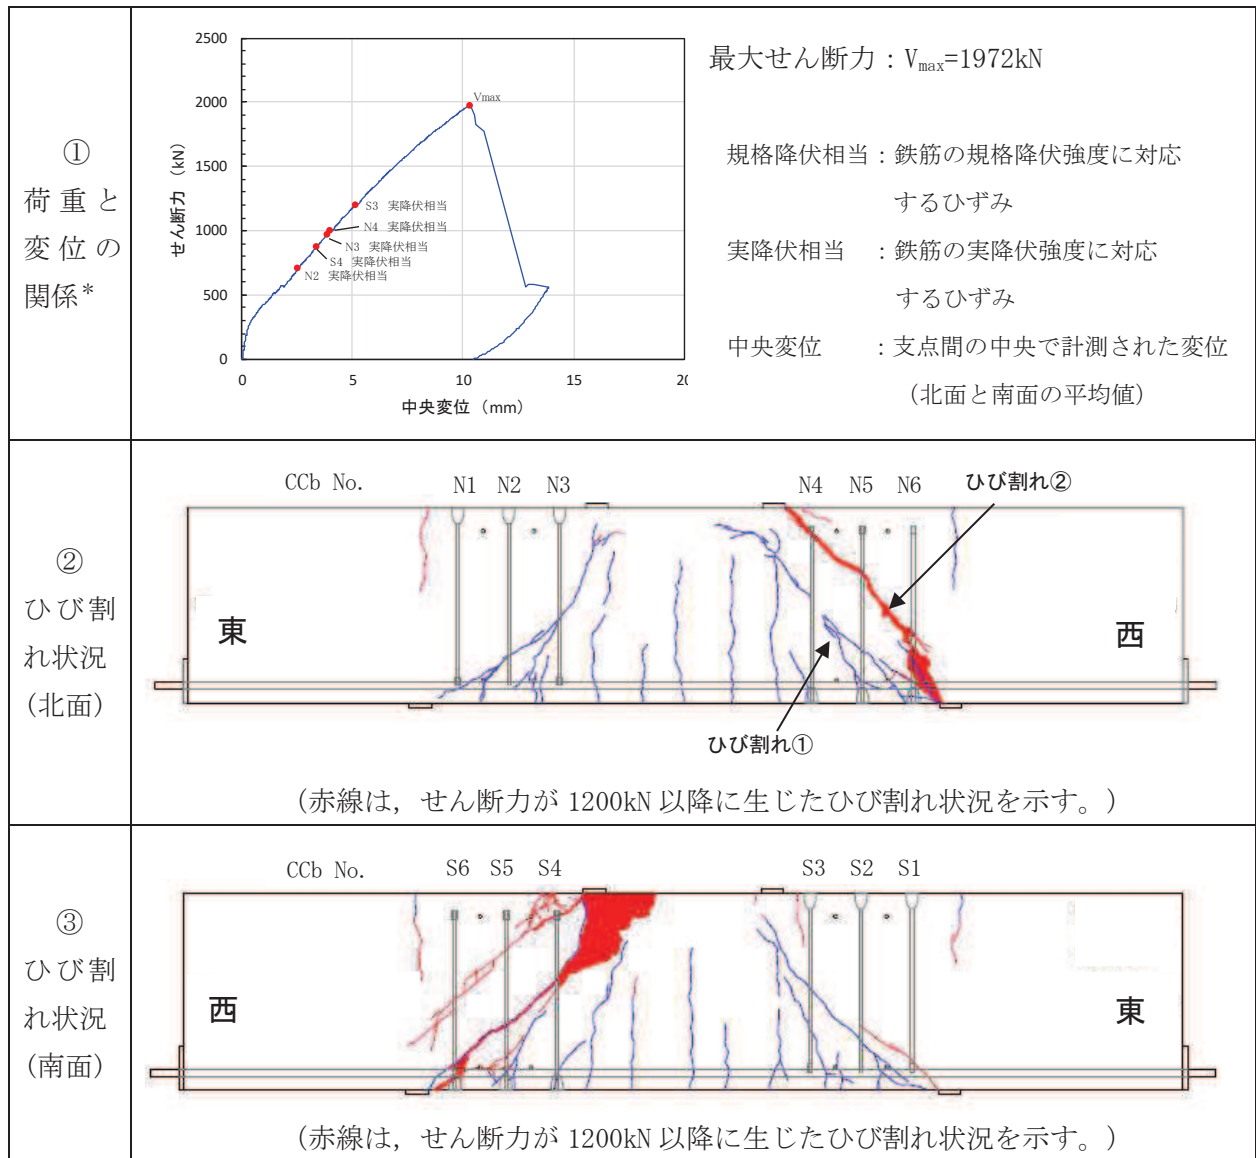 ①
荷重と
変位の
関係*
2500
2000
1500
1000
500
0
せん断力 (kN)
0
5
10
15
20
中央変位 (mm)
Vmax
S3 実降伏相当
N4 実降伏相当
N3 実降伏相当
S4 実降伏相当
N2 実降伏相当
最大せん断力：Vmax=1972kN
規格降伏相当：鉄筋の規格降伏強度に対応
するひずみ
実降伏相当：鉄筋の実降伏強度に対応
するひずみ
中央変位：支点間の中央で計測された変位
(北面と南面の平均値)
②
ひび割
れ状況
(北面)
CCb No. N1 N2 N3 N4 N5 N6
ひび割れ②
東
西
ひび割れ①
(赤線は，せん断力が 1200kN 以降に生じたひび割れ状況を示す。)
③
ひび割
れ状況
(南面)
CCb No. S6 S5 S4 S3 S2 S1
西
東
(赤線は，せん断力が 1200kN 以降に生じたひび割れ状況を示す。)